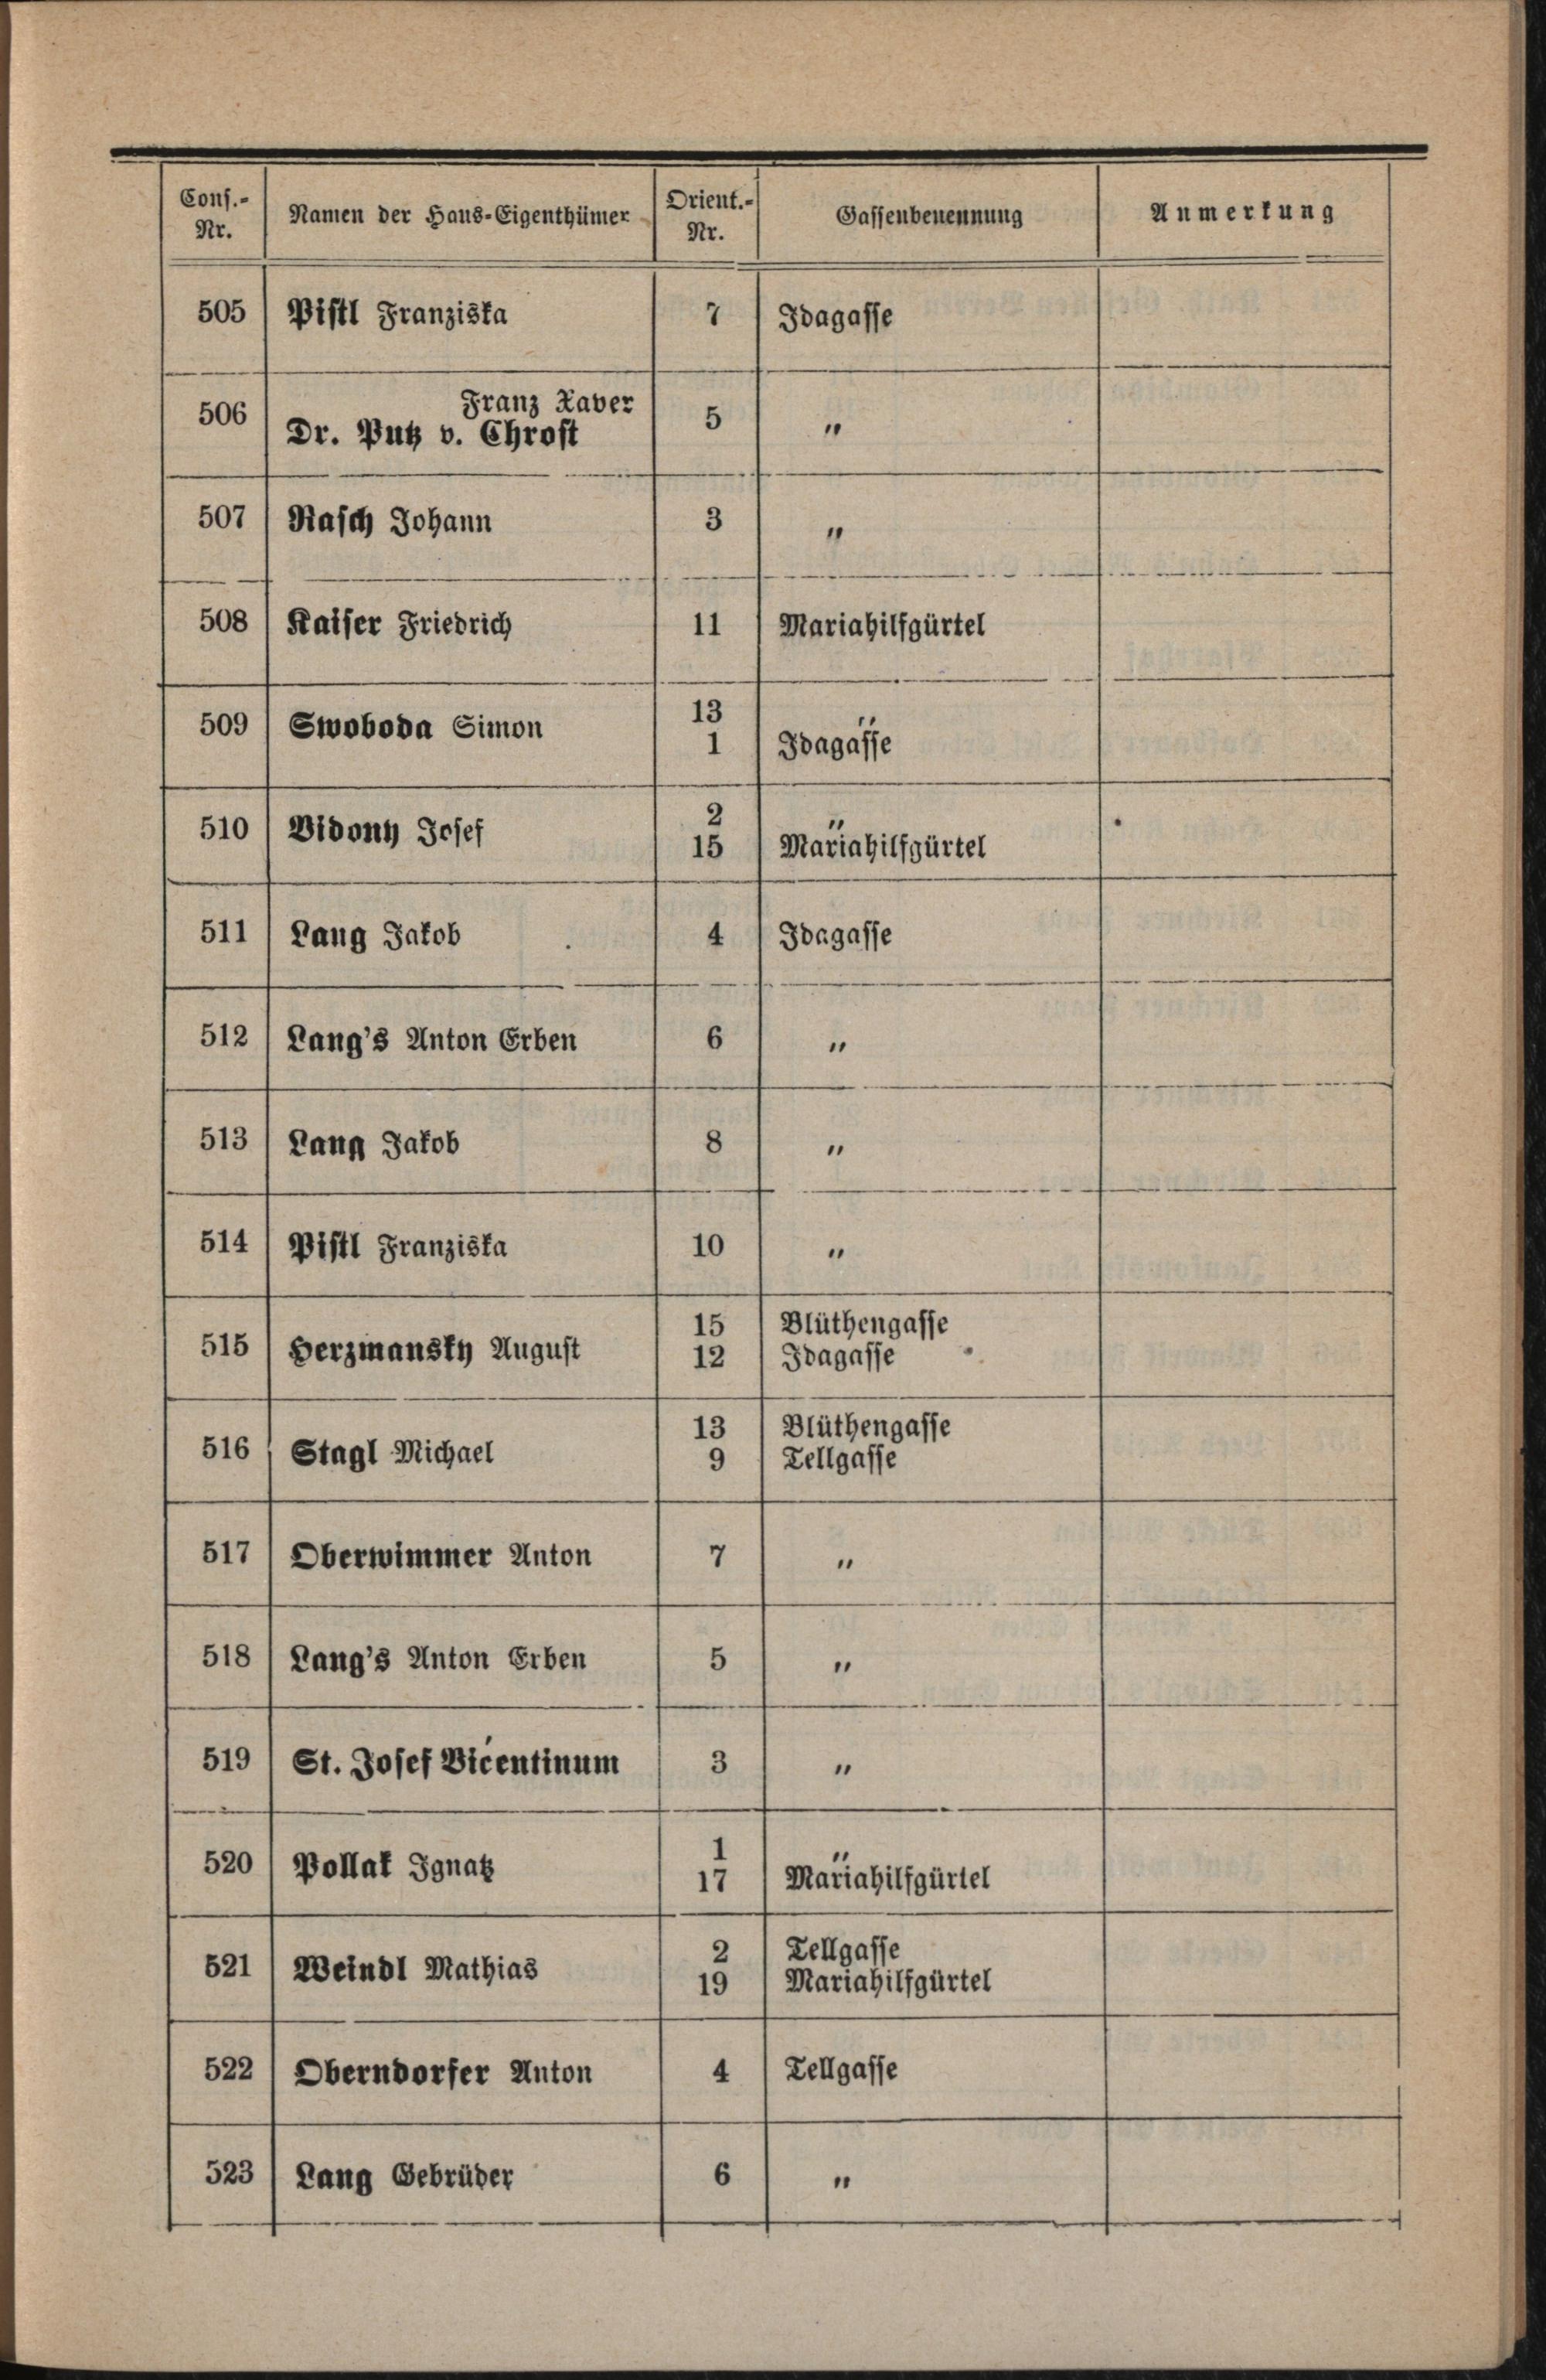 Cons.-Nr. | Namen der Haus-Eigenthümer | Orient.-Nr. | Gassenbenennung | Anmerkung
505 | Pistl Franziska | 7 | Idagasse
Franz Xaver
506 | Dr. Putz v. Chrost | 5 | "
507 | Rasch Johann | 3 | "
508 | Kaiser Friedrich | 11 | Mariahilfgürtel
509 | Swoboda Simon | 13 | "
1 | Idagasse
510 | Vidony Josef | 2 | "
15 | Mariahilfgürtel
511 | Lang Jakob | 4 | Idagasse
512 | Lang's Anton Erben | 6 | "
513 | Lang Jakob | 8 | "
514 | Pistl Franziska | 10 | "
515 | Herzmansky August | 15 | Blüthengasse
12 | Idagasse
516 | Stagl Michael | 13 | Blüthengasse
9 | Tellgasse
517 | Oberwimmer Anton | 7 | "
518 | Lang's Anton Erben | 5 | "
519 | St. Josef Vicentinum | 3 | "
520 | Pollak Ignatz | 1 | "
17 | Mariahilfgürtel
521 | Weindl Mathias | 2 | Tellgasse
19 | Mariahilfgürtel
522 | Oberndorfer Anton | 4 | Tellgasse
523 | Lang Gebrüder | 6 | "